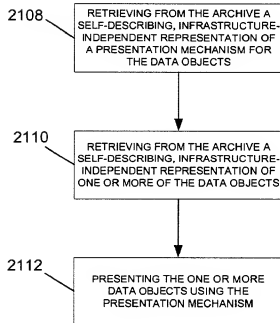 2108
RETRIEVING FROM THE ARCHIVE A
SELF-DESCRIBING, INFRASTRUCTURE-
INDEPENDENT REPRESENTATION OF
A PRESENTATION MECHANISM FOR
THE DATA OBJECTS
2110
RETRIEVING FROM THE ARCHIVE A
SELF-DESCRIBING, INFRASTRUCTURE-
INDEPENDENT REPRESENTATION OF
ONE OR MORE OF THE DATA OBJECTS
2112
PRESENTING THE ONE OR MORE
DATA OBJECTS USING THE
PRESENTATION MECHANISM